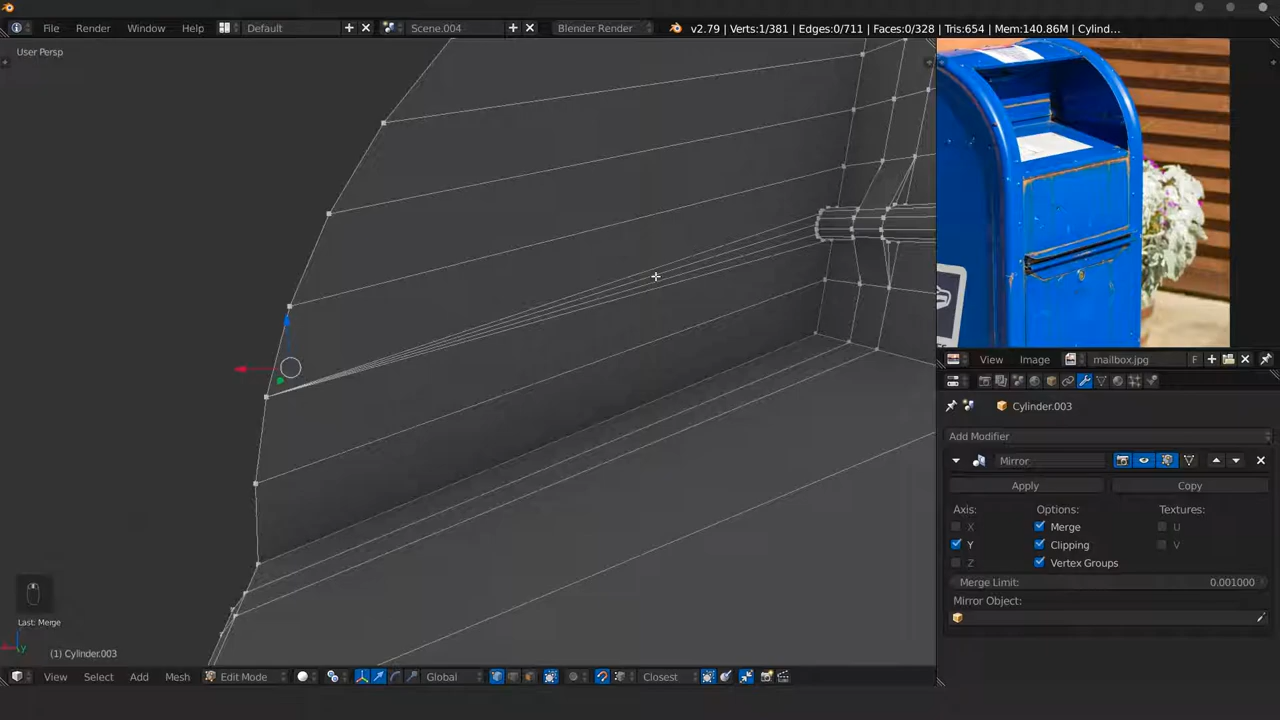 File Render Window Help Default Scene.004 Blender Render v2.79 | Verts:1/381 | Edges:0/711 | Faces:0/328 | Tris:654 | Mem:140.86M | Cylind...
User Persp
View Image mailbox.jpg F
Cylinder.003
Add Modifier
Mirror
Apply Copy
Axis: Options: Textures:
X Merge U
Y Clipping V
Z Vertex Groups
Merge Limit: 0.001000
Mirror Object:
Last: Merge
y
(1) Cylinder.003
View Select Add Mesh Edit Mode Global Closest